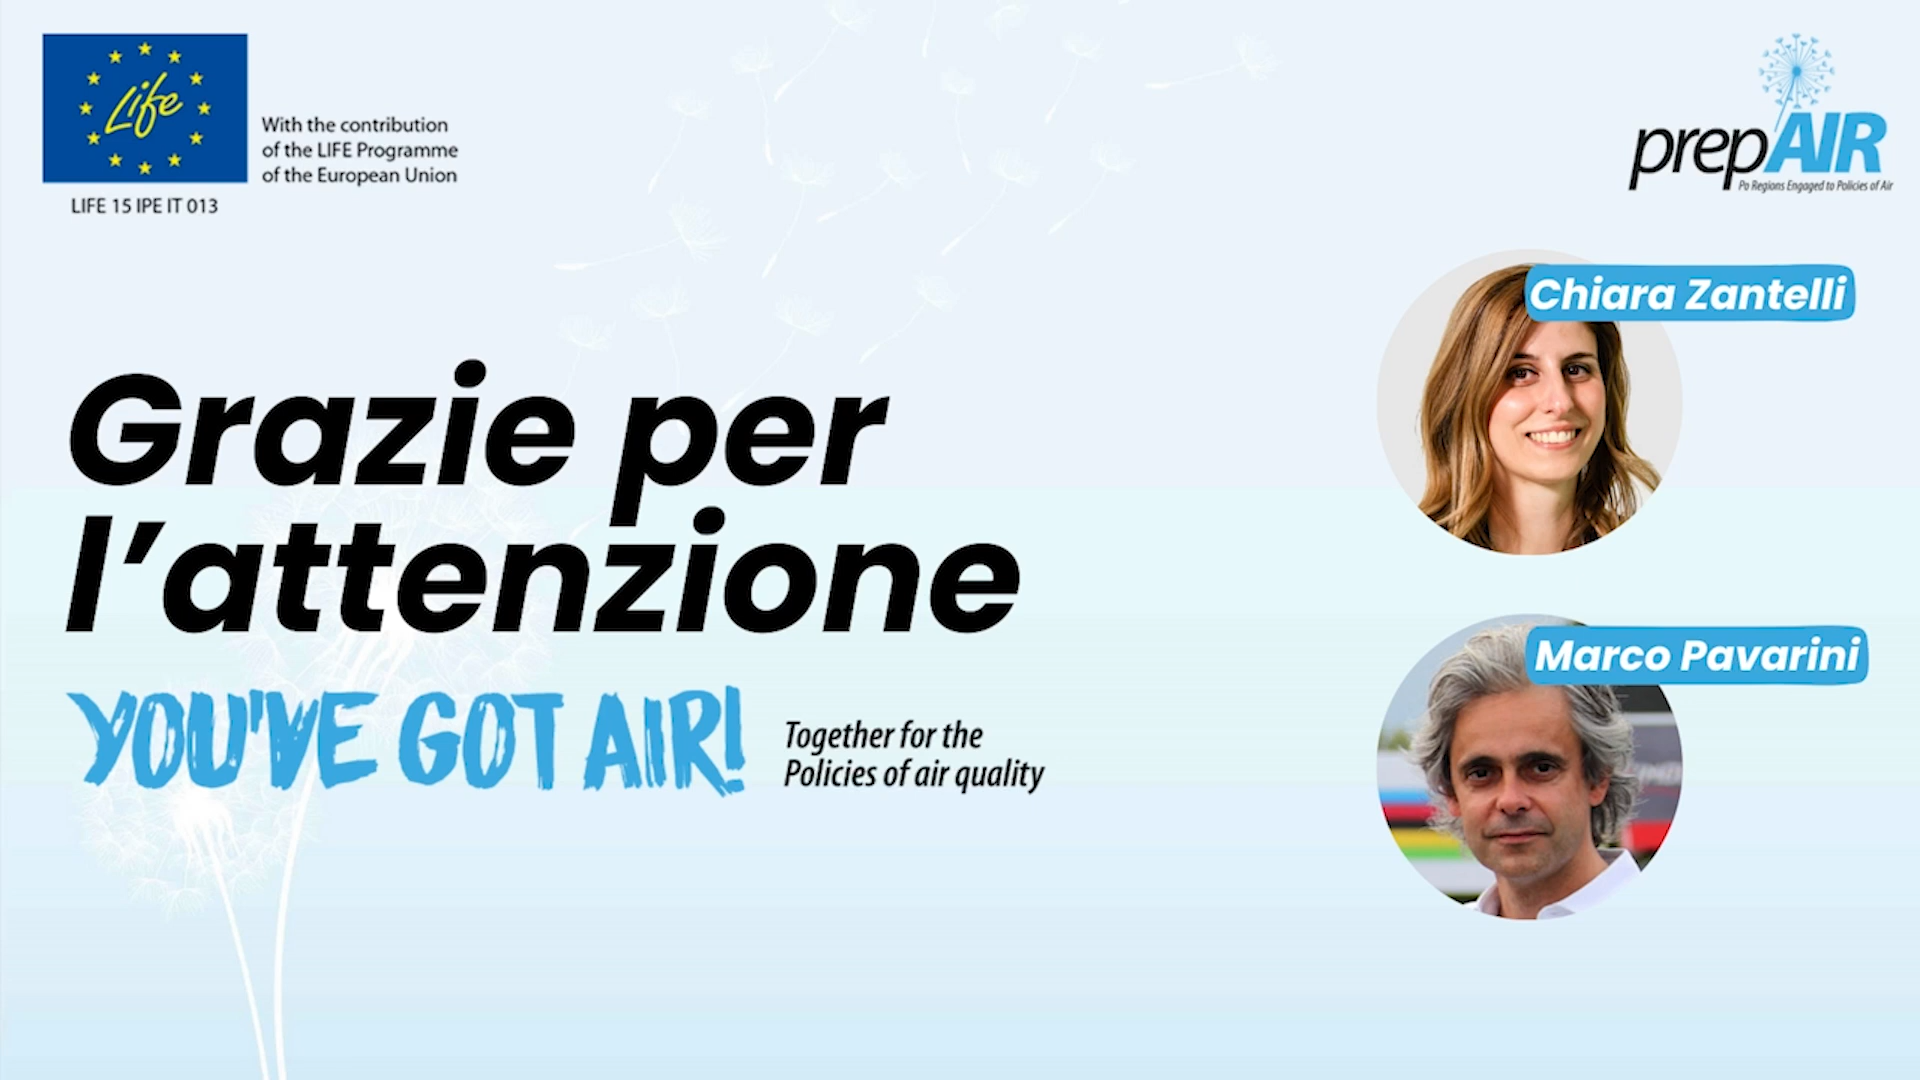 Life
With the contribution
of the LIFE Programme
of the European Union
LIFE 15 IPE IT 013
prepAIR
Po Regions Engaged to Policies of Air
Chiara Zantelli
Grazie per
l’attenzione
Marco Pavarini
YOU'VE GOT AIR!
Together for the
Policies of air quality